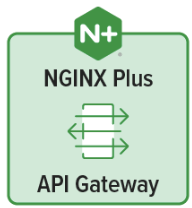 N+
NGINX Plus
API Gateway